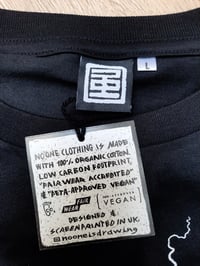 L
NOONE CLOTHING IS MADE
WITH 100% ORGANIC COTTON,
LOW CARBON FOOTPRINT,
"FAIR WEAR ACCREDITED"
& "PETA-APPROVED VEGAN"
FAIR
WEAR
VEGAN
DESIGNED &
SCREENPRINTED IN UK
@nooneisdrawing